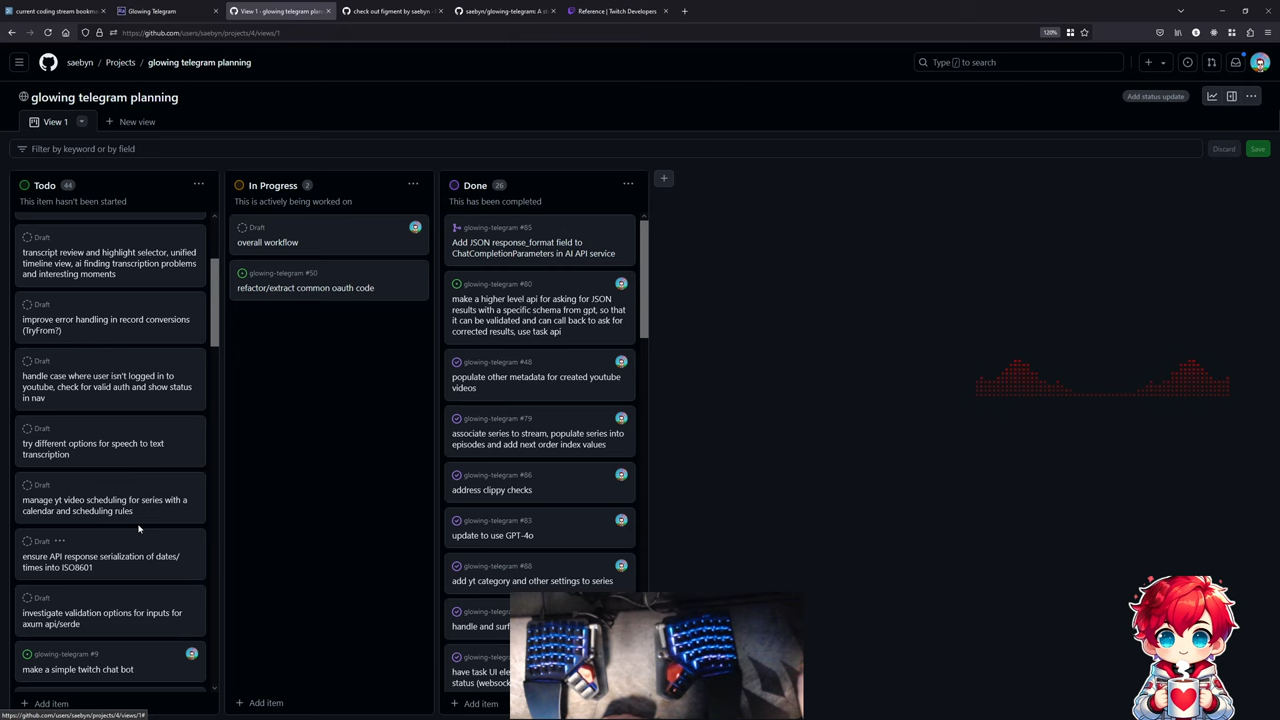 current coding stream bookma
Glowing Telegram
View 1 · glowing telegram plan
check out figment by saebyn ·
saebyn/glowing-telegram: A s
Reference | Twitch Developers
https://github.com/users/saebyn/projects/4/views/1
120%
saebyn / Projects / glowing telegram planning
Type / to search
glowing telegram planning
Add status update
View 1
New view
Filter by keyword or by field
Discard
Save
Todo 44
This item hasn't been started
Draft
transcript review and highlight selector, unified
timeline view, ai finding transcription problems
and interesting moments
Draft
improve error handling in record conversions
(TryFrom?)
Draft
handle case where user isn't logged in to
youtube, check for valid auth and show status
in nav
Draft
try different options for speech to text
transcription
Draft
manage yt video scheduling for series with a
calendar and scheduling rules
Draft
ensure API response serialization of dates/
times into ISO8601
Draft
investigate validation options for inputs for
axum api/serde
glowing-telegram #9
make a simple twitch chat bot
Add item
In Progress 2
This is actively being worked on
Draft
overall workflow
glowing-telegram #50
refactor/extract common oauth code
Add item
Done 26
This has been completed
glowing-telegram #85
Add JSON response_format field to
ChatCompletionParameters in AI API service
glowing-telegram #80
make a higher level api for asking for JSON
results with a specific schema from gpt, so that
it can be validated and can call back to ask for
corrected results, use task api
glowing-telegram #48
populate other metadata for created youtube
videos
glowing-telegram #79
associate series to stream, populate series into
episodes and add next order index values
glowing-telegram #86
address clippy checks
glowing-telegram #83
update to use GPT-4o
glowing-telegram #88
add yt category and other settings to series
glowing-
handle and surf
glowing-
have task UI ele
status (websock
Add item
https://github.com/users/saebyn/projects/4/views/1#